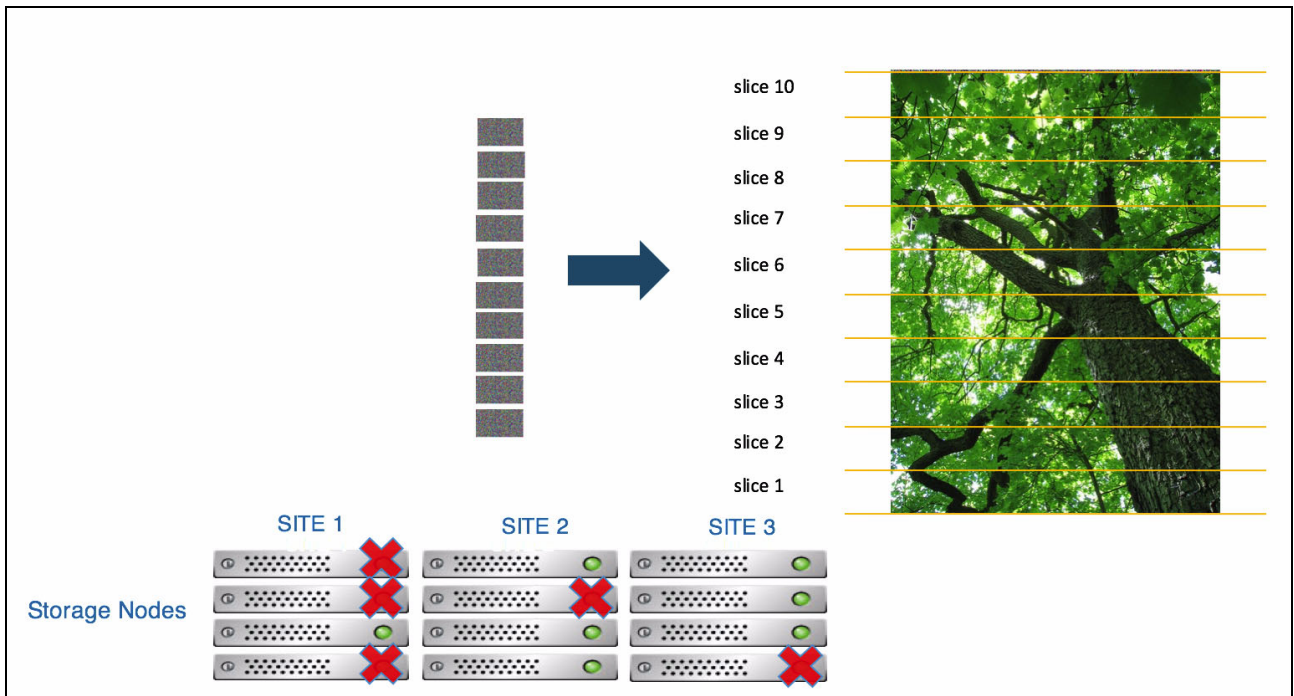 slice 10
slice 9
slice 8
slice 7
slice 6
slice 5
slice 4
slice 3
slice 2
slice 1
SITE 1 SITE 2 SITE 3
Storage Nodes